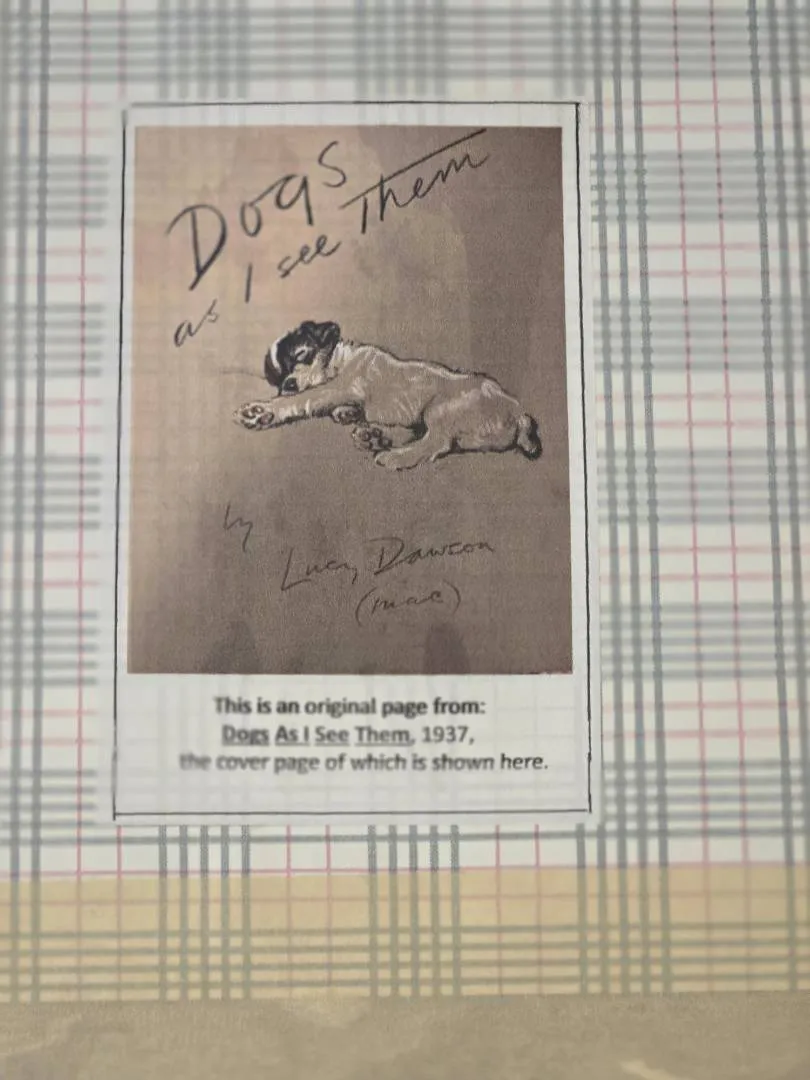 Dogs
as I see Them
by
Lucy Dawson
(mac)
This is an original page from:
Dogs As I See Them, 1937,
the cover page of which is shown here.